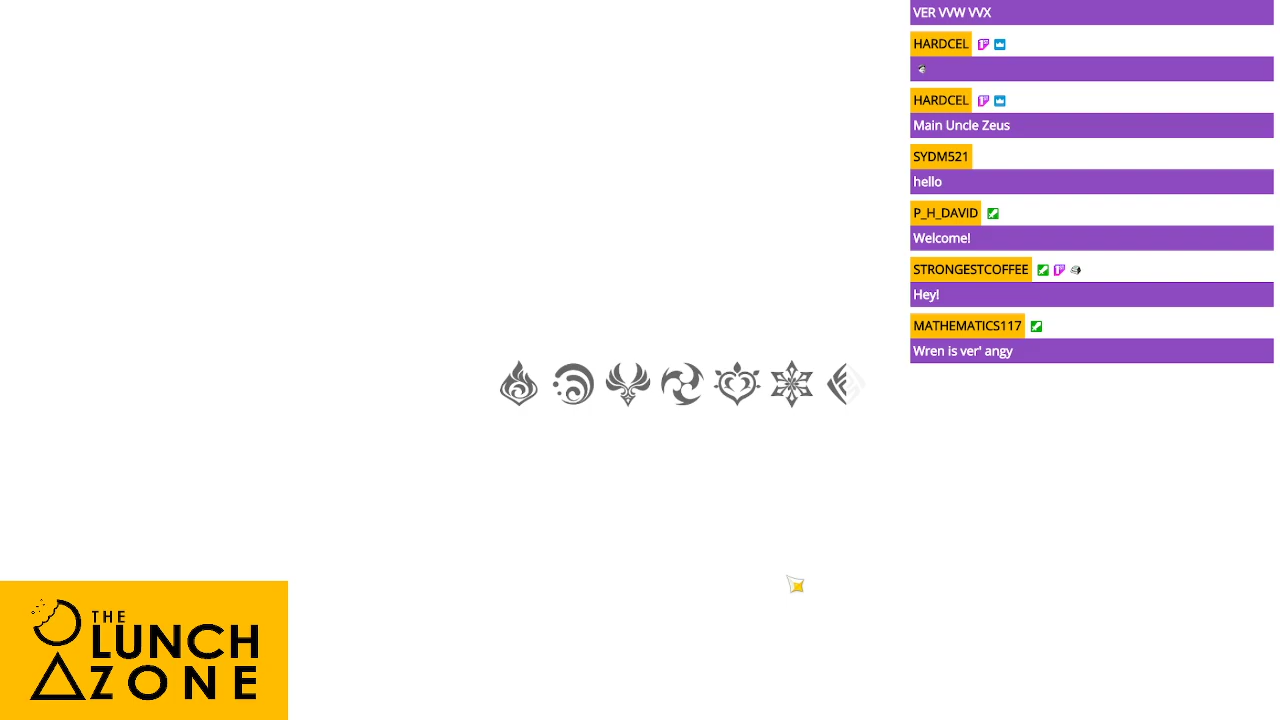 VER VVW VVX
HARDCEL
HARDCEL
Main Uncle Zeus
SYDM521
hello
P_H_DAVID
Welcome!
STRONGESTCOFFEE
Hey!
MATHEMATICS117
Wren is ver' angy
THE
LUNCH
ZONE